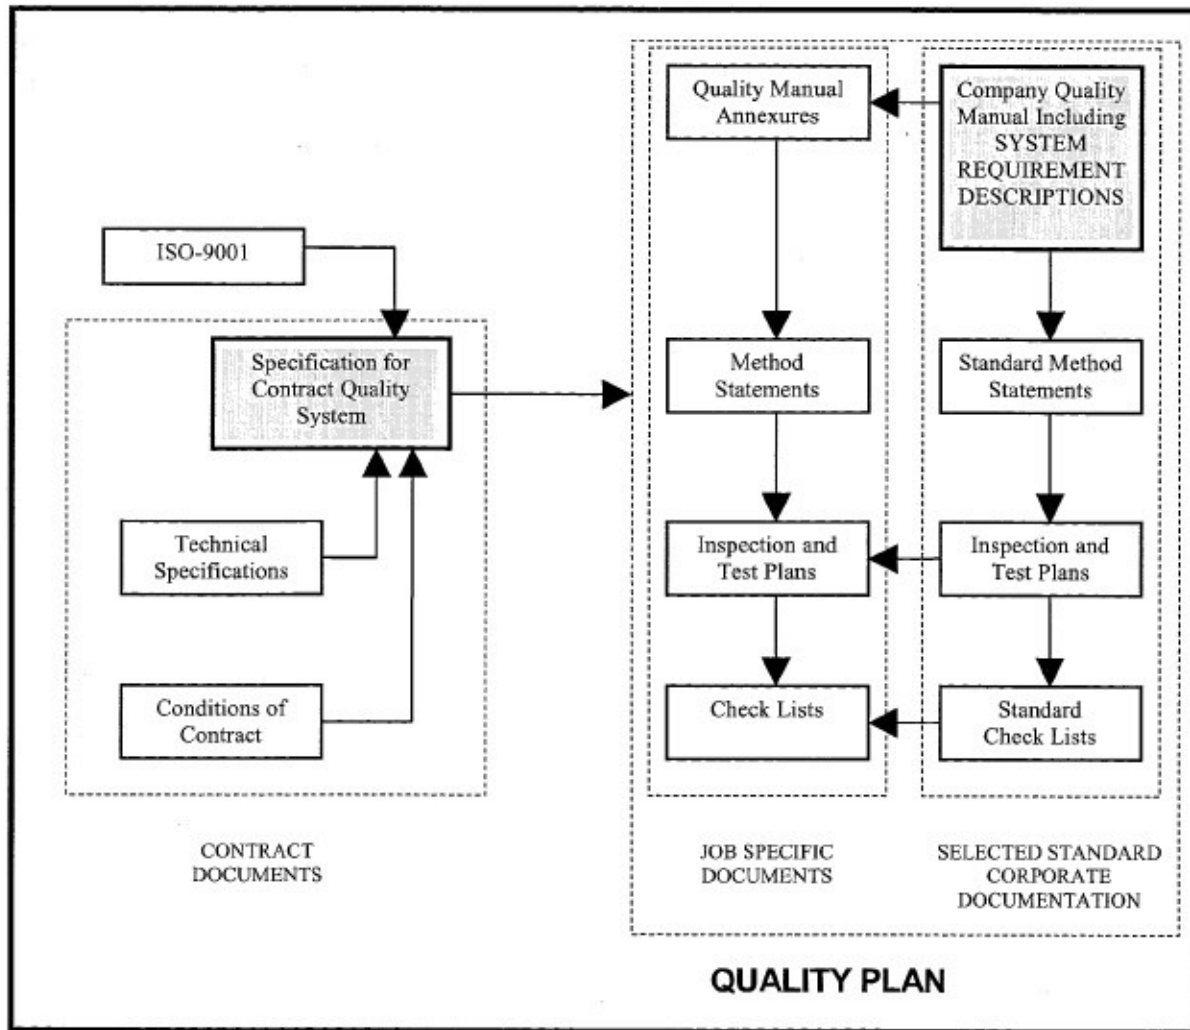 Quality Manual
Annexures
Company Quality
Manual Including
SYSTEM
REQUIREMENT
DESCRIPTIONS
ISO-9001
Specification for
Contract Quality
System
Method
Statements
Standard Method
Statements
Technical
Specifications
Inspection and
Test Plans
Inspection and
Test Plans
Conditions of
Contract
Check Lists
Standard
Check Lists
CONTRACT
DOCUMENTS
JOB SPECIFIC
DOCUMENTS
SELECTED STANDARD
CORPORATE
DOCUMENTATION
QUALITY PLAN